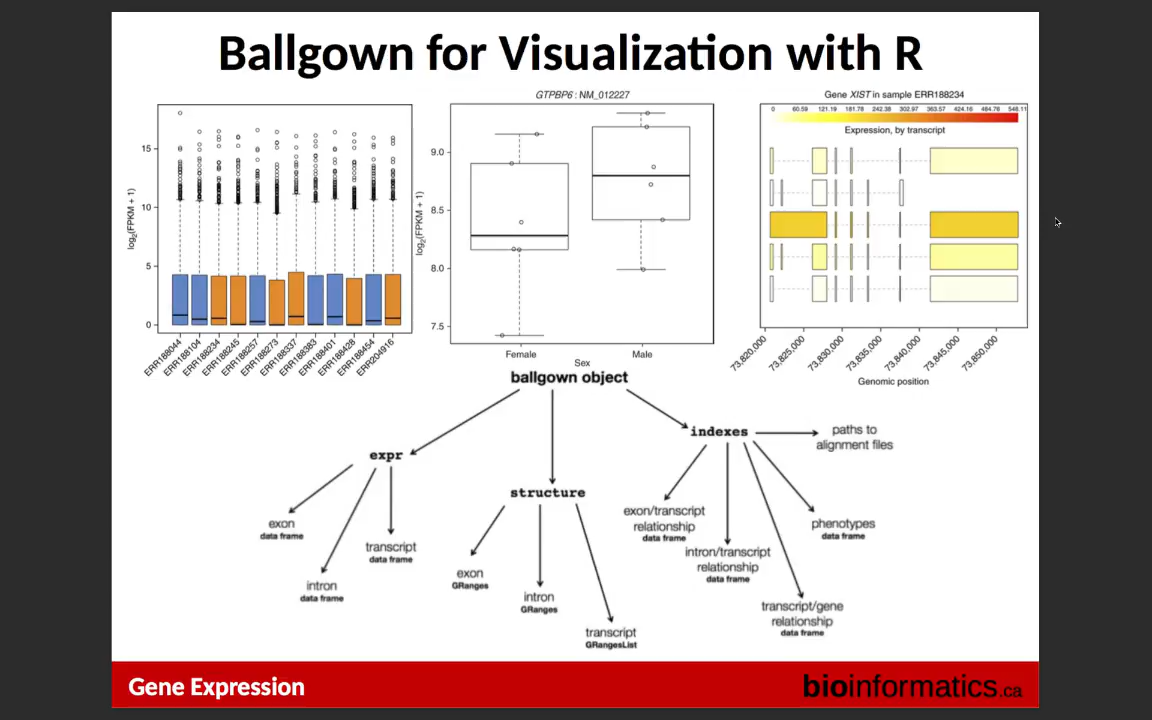 Ballgown for Visualization with R
log2(FPKM + 1)
15
10
5
0
ERR188044
ERR188104
ERR188234
ERR188245
ERR188257
ERR188273
ERR188337
ERR188383
ERR188401
ERR188428
ERR188454
ERR204916
GTPBP6 : NM_012227
log2(FPKM + 1)
9.0
8.5
8.0
7.5
Female
Male
Sex
Gene XIST in sample ERR188234
0 60.59 121.19 181.78 242.38 302.97 363.57 424.16 484.76 548.11
Expression, by transcript
73,820,000
73,825,000
73,830,000
73,835,000
73,840,000
73,845,000
73,850,000
Genomic position
ballgown object
expr
exon
data frame
intron
data frame
transcript
data frame
structure
exon
GRanges
intron
GRanges
transcript
GRangesList
indexes
paths to
alignment files
exon/transcript
relationship
data frame
intron/transcript
relationship
data frame
transcript/gene
relationship
data frame
phenotypes
data frame
Gene Expression
bioinformatics.ca